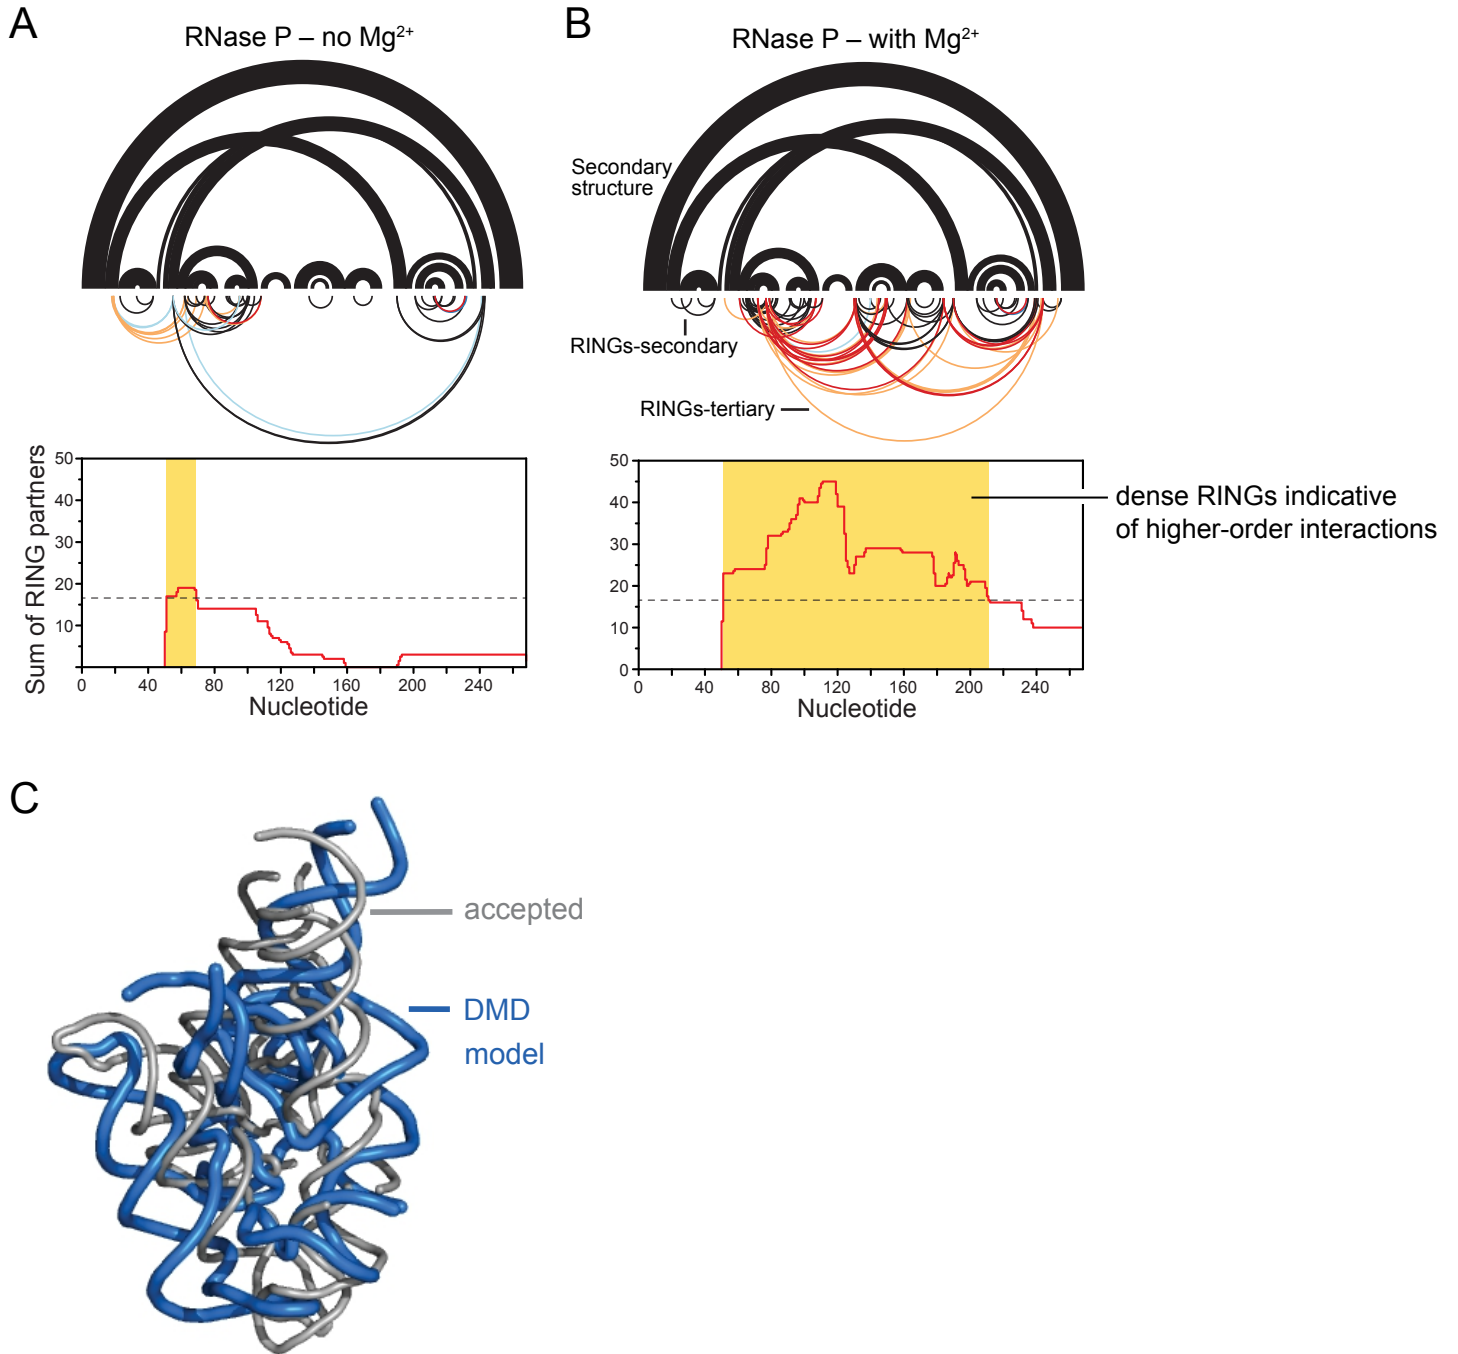 A
RNase P – no Mg²⁺
Sum of RING partners
50
40
30
20
10
0
40
80
120
160
200
240
Nucleotide
B
RNase P – with Mg²⁺
Secondary
structure
RINGs-secondary
RINGs-tertiary
50
40
30
20
10
0
0
40
80
120
160
200
240
Nucleotide
dense RINGs indicative
of higher-order interactions
C
accepted
DMD
model